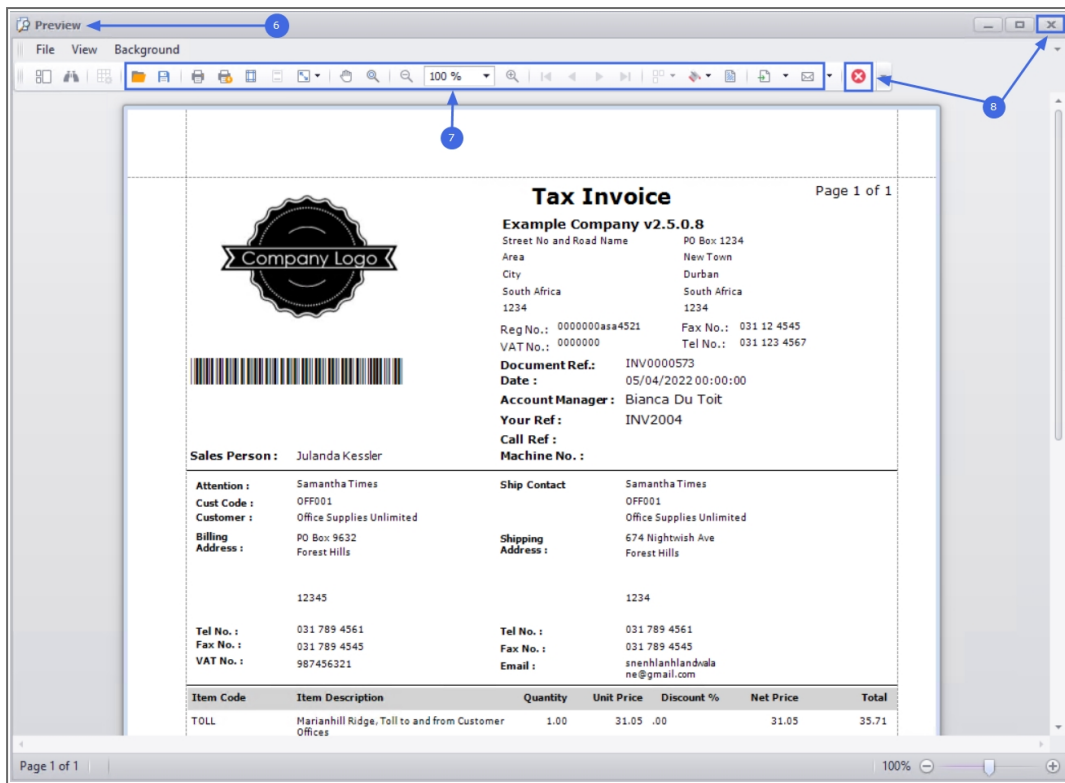 Preview
6
File View Background
100 %
7
8
Tax Invoice
Page 1 of 1
Company Logo
Example Company v2.5.0.8
Street No and Road Name PO Box 1234
Area New Town
City Durban
South Africa South Africa
1234 1234
Reg No.: 0000000asa4521 Fax No.: 031 12 4545
VAT No.: 0000000 Tel No.: 031 123 4567
Document Ref.: INV0000573
Date : 05/04/2022 00:00:00
Account Manager : Bianca Du Toit
Your Ref : INV2004
Call Ref :
Sales Person : Julanda Kessler Machine No. :
Attention : Samantha Times Ship Contact Samantha Times
Cust Code : OFF001 OFF001
Customer : Office Supplies Unlimited Office Supplies Unlimited
Billing Address : PO Box 9632 Shipping Address : 674 Nightwish Ave
Forest Hills Forest Hills
12345 1234
Tel No. : 031 789 4561 Tel No. : 031 789 4561
Fax No. : 031 789 4545 Fax No. : 031 789 4545
VAT No. : 987456321 Email : snenhlanhlandwala
ne@gmail.com
Item Code Item Description Quantity Unit Price Discount % Net Price Total
TOLL Marianhill Ridge, Toll to and from Customer 1.00 31.05 .00 31.05 35.71
Offices
Page 1 of 1 100%